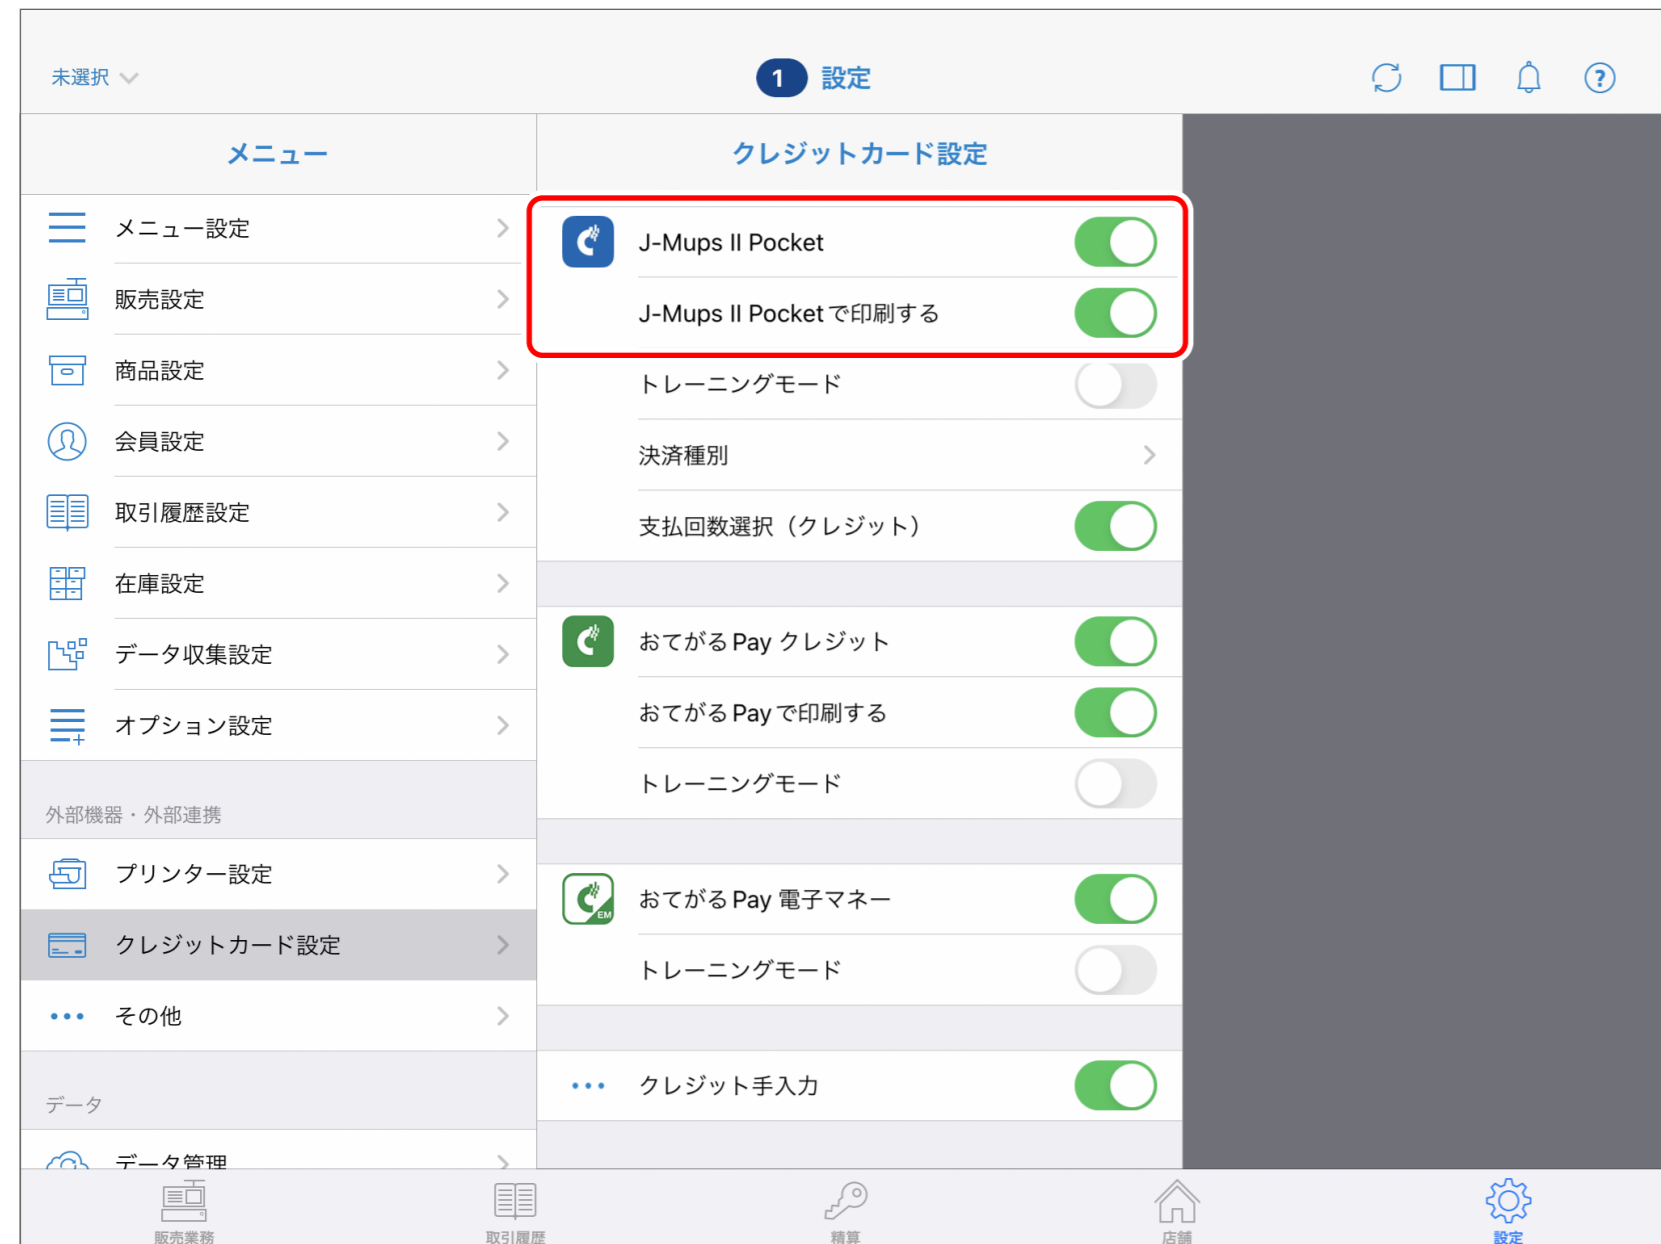 未選択
1 設定
?
メニュー
メニュー設定
販売設定
商品設定
会員設定
取引履歴設定
在庫設定
データ収集設定
オプション設定
外部機器・外部連携
プリンター設定
クレジットカード設定
その他
データ
データ管理
クレジットカード設定
J-Mups II Pocket
J-Mups II Pocketで印刷する
トレーニングモード
決済種別
支払回数選択（クレジット）
おてがるPay クレジット
おてがるPayで印刷する
トレーニングモード
EM
おてがるPay 電子マネー
トレーニングモード
クレジット手入力
販売業務
取引履歴
精算
店舗
設定